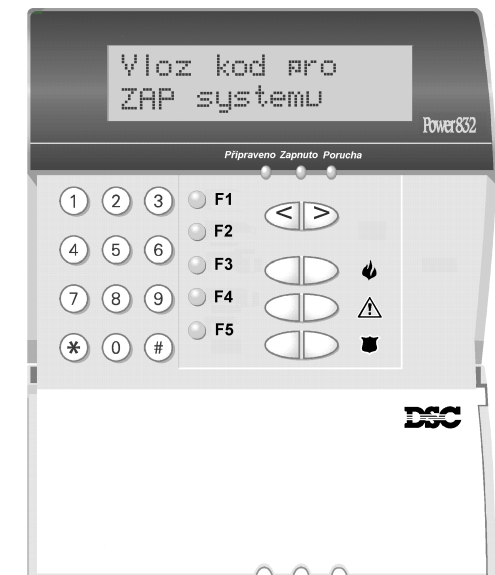 Vloz kod pro
ZAP systemu
Power832
Připraveno Zapnuto Porucha
1 2 3 F1 < >
F2
4 5 6 F3
7 8 9 F4
* 0 # F5
DSC